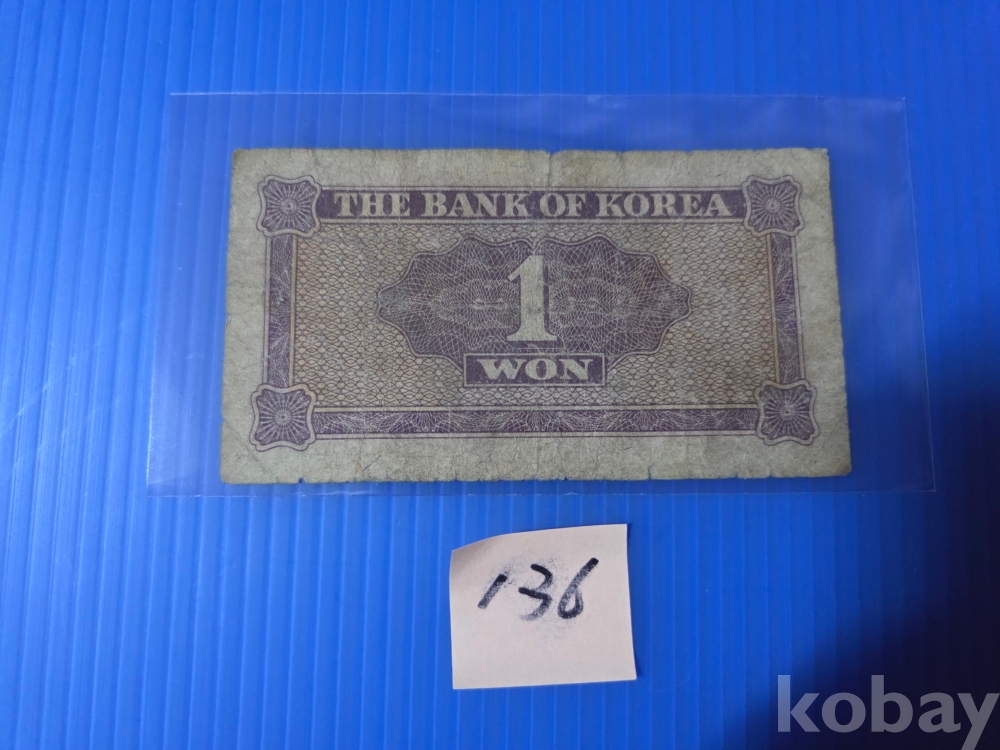 THE BANK OF KOREA
1
WON
136
kobay